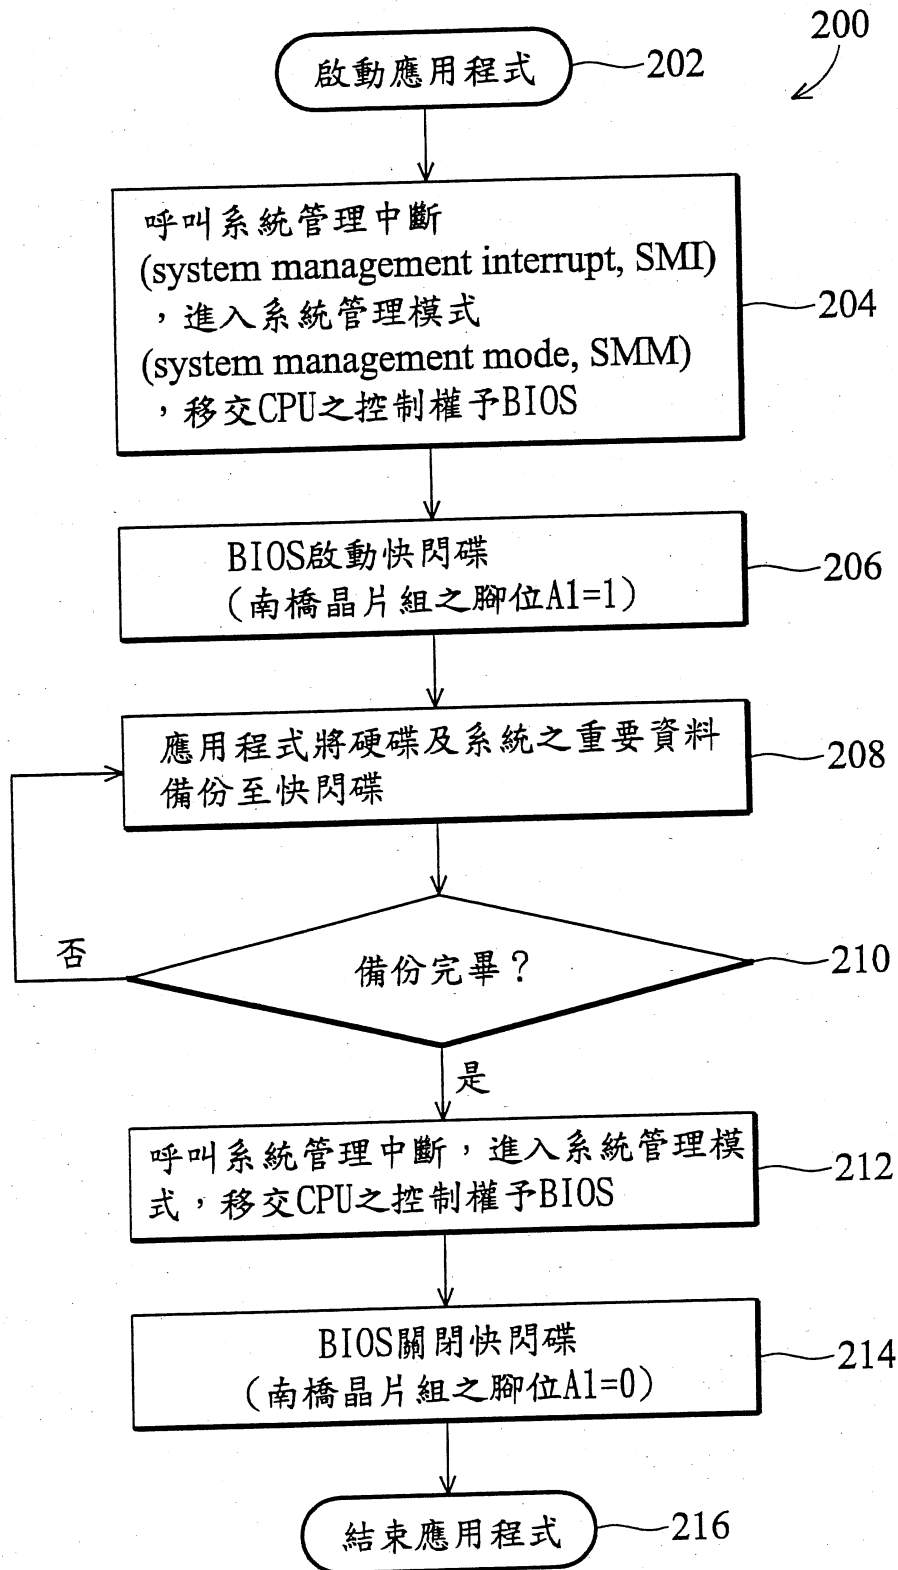 200
啟動應用程式
202
呼叫系統管理中斷
(system management interrupt, SMI)
，進入系統管理模式
(system management mode, SMM)
，移交CPU之控制權予BIOS
204
BIOS啟動快閃碟
(南橋晶片組之腳位A1=1)
206
應用程式將硬碟及系統之重要資料
備份至快閃碟
208
否
備份完畢？
210
是
呼叫系統管理中斷，進入系統管理模
式，移交CPU之控制權予BIOS
212
BIOS關閉快閃碟
(南橋晶片組之腳位A1=0)
214
結束應用程式
216